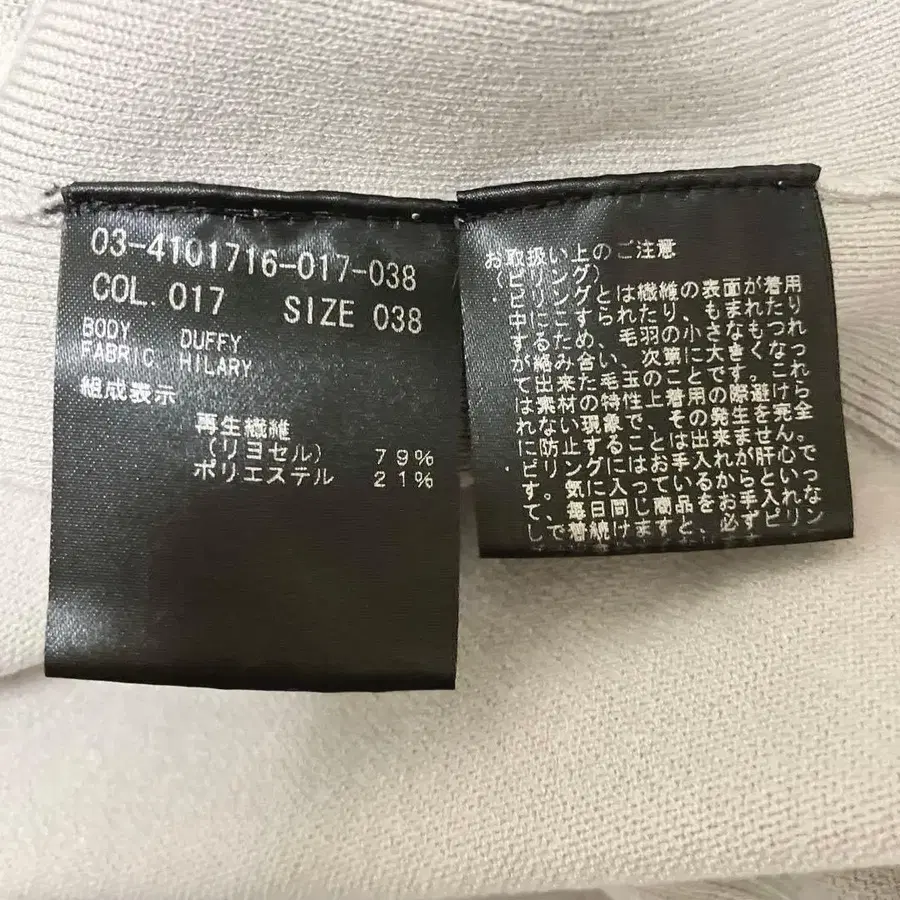 03-4101716-017-038
COL. 017 SIZE 038
BODY DUFFY
FABRIC HILARY
組成表示
再生繊維
(リヨセル) 79%
ポリエステル 21%
お取扱い上のご注意
(ピリング)
ピリングとは繊維の表面が着用
中にこすられたり、もまれたり
するため、毛羽の小さなもつれ
が絡み合い、次第に大きくなっ
て出来た毛玉のことです。これ
は素材の特性上、着用の際避けら
れない現象で、その発生を完全
に防止することは出来ません。
ピリングにはお手入れが肝心で
す。気に入っているからといっ
て、毎日同じ商品をお手入れな
しで着続けますと、必ずピリン